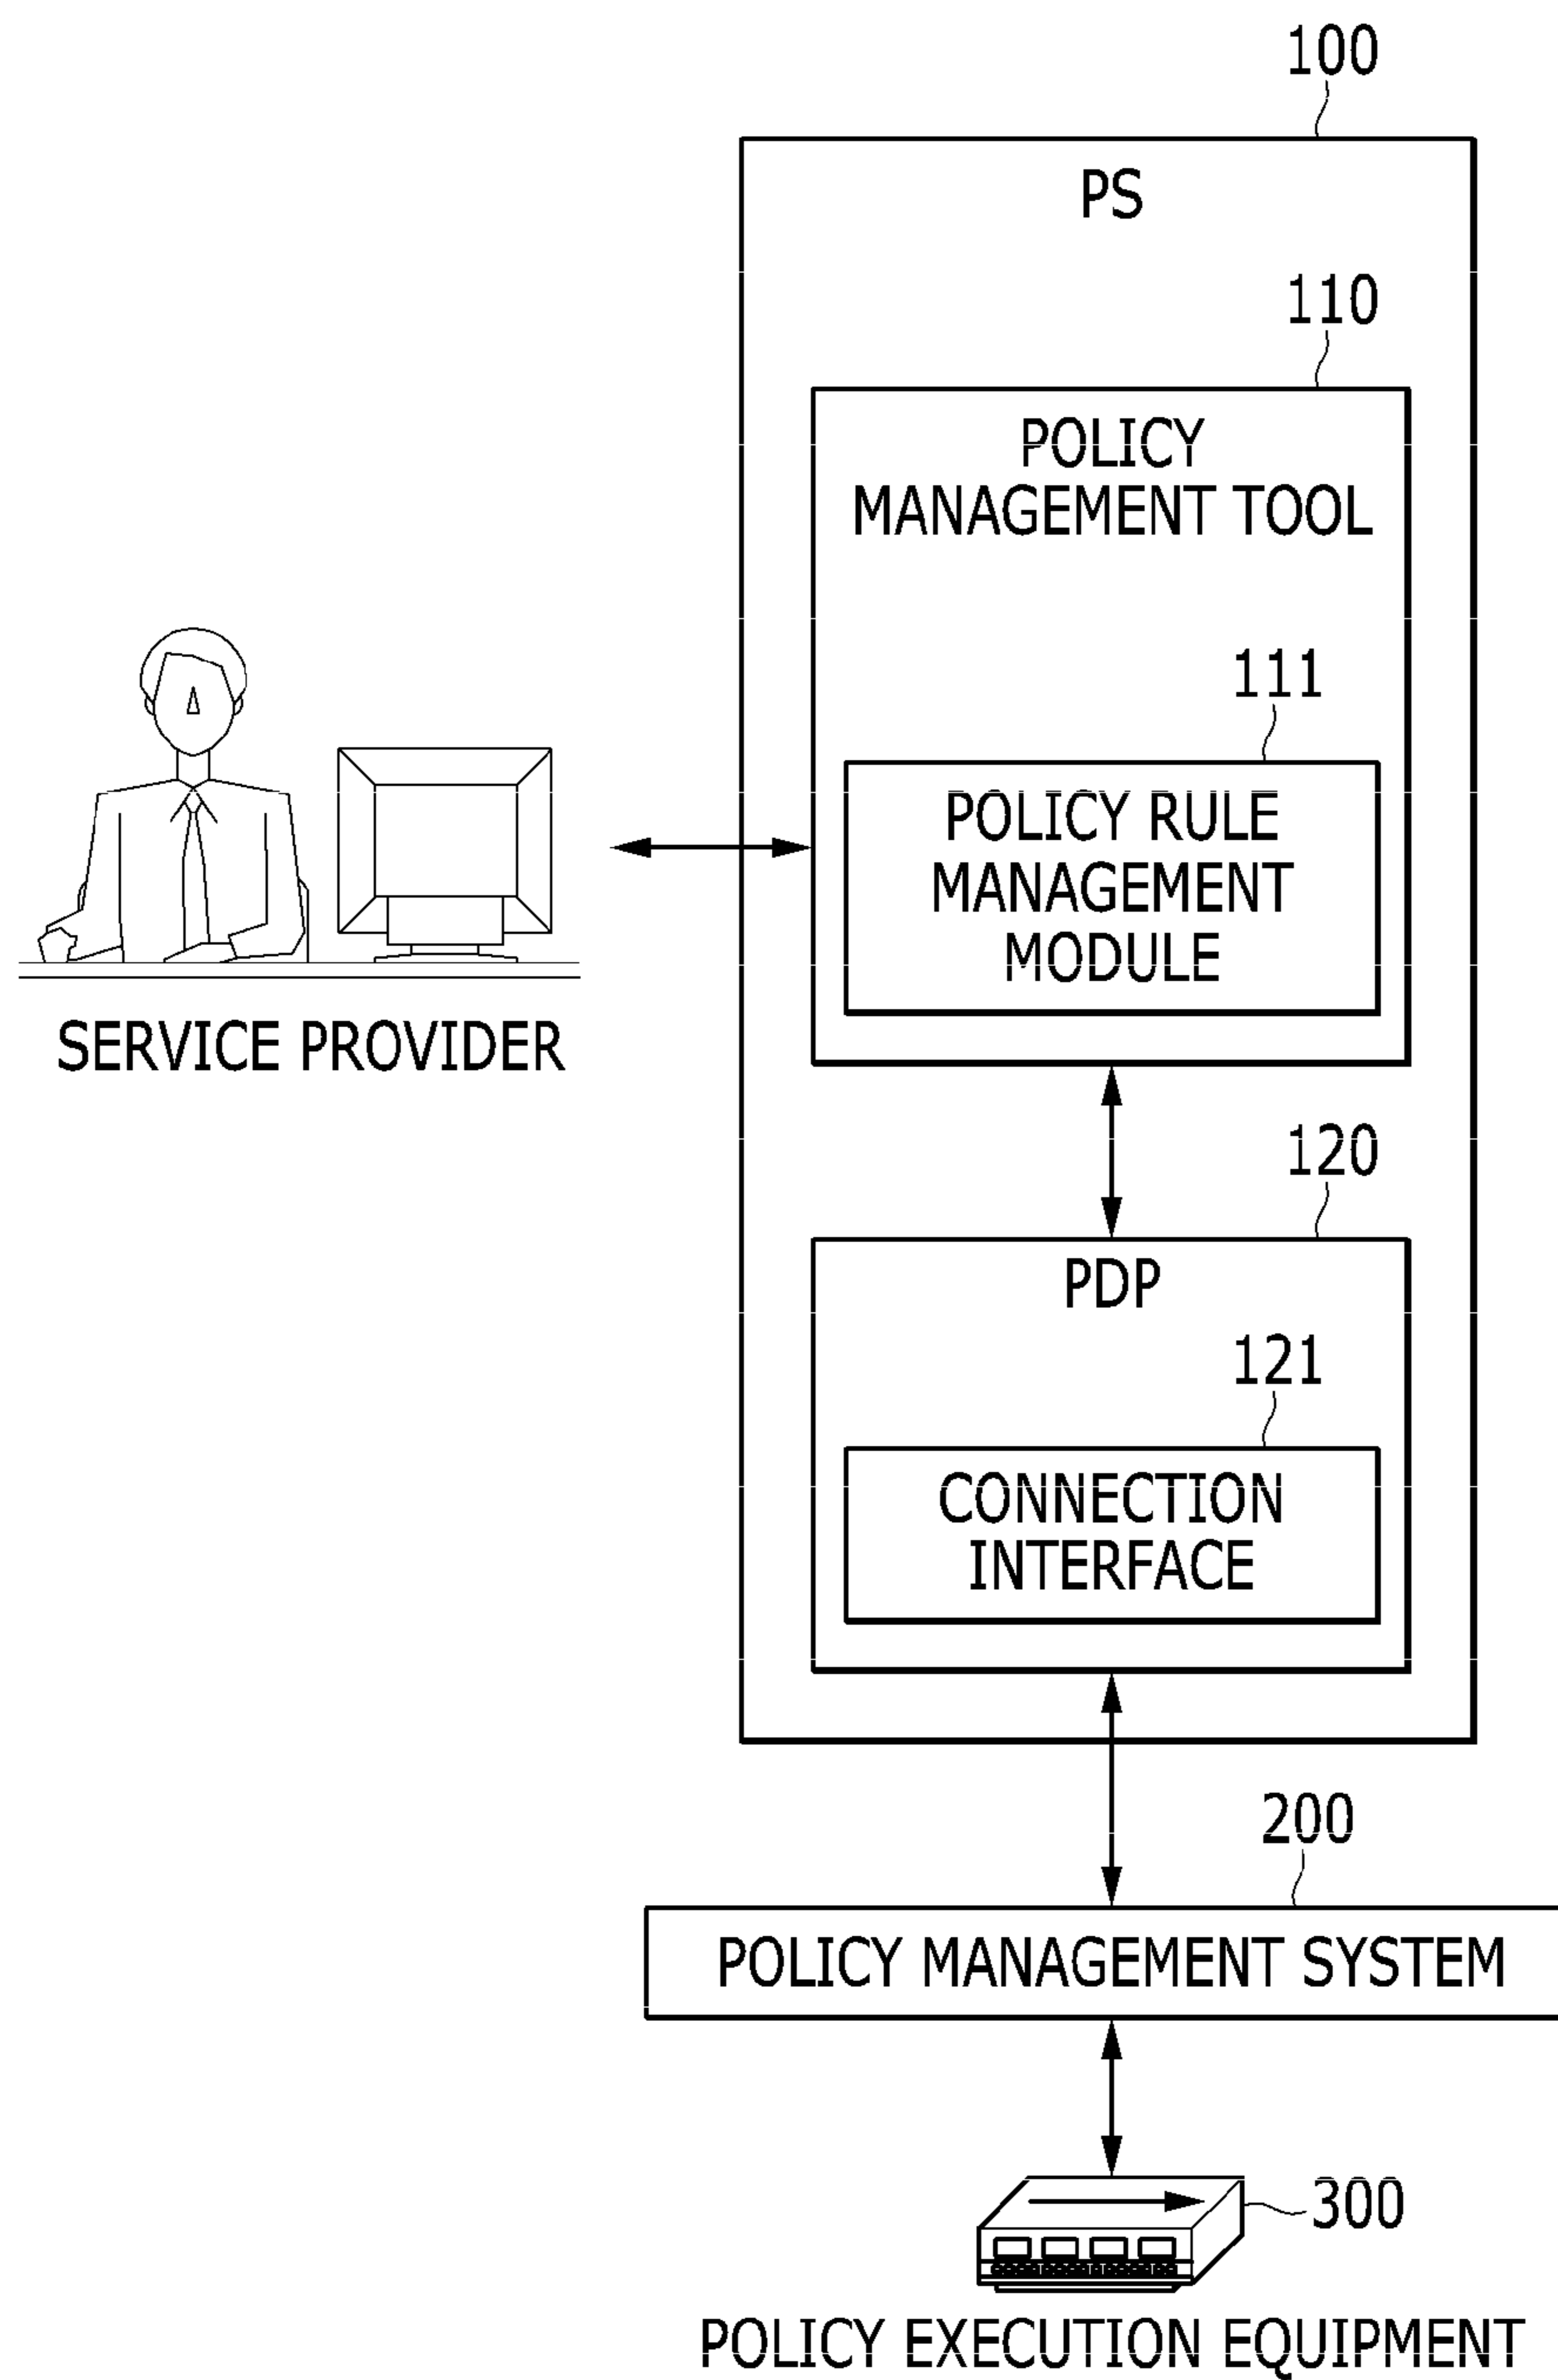 100
PS
110
POLICY
MANAGEMENT TOOL
111
POLICY RULE
MANAGEMENT
MODULE
SERVICE PROVIDER
120
PDP
121
CONNECTION
INTERFACE
200
POLICY MANAGEMENT SYSTEM
300
POLICY EXECUTION EQUIPMENT